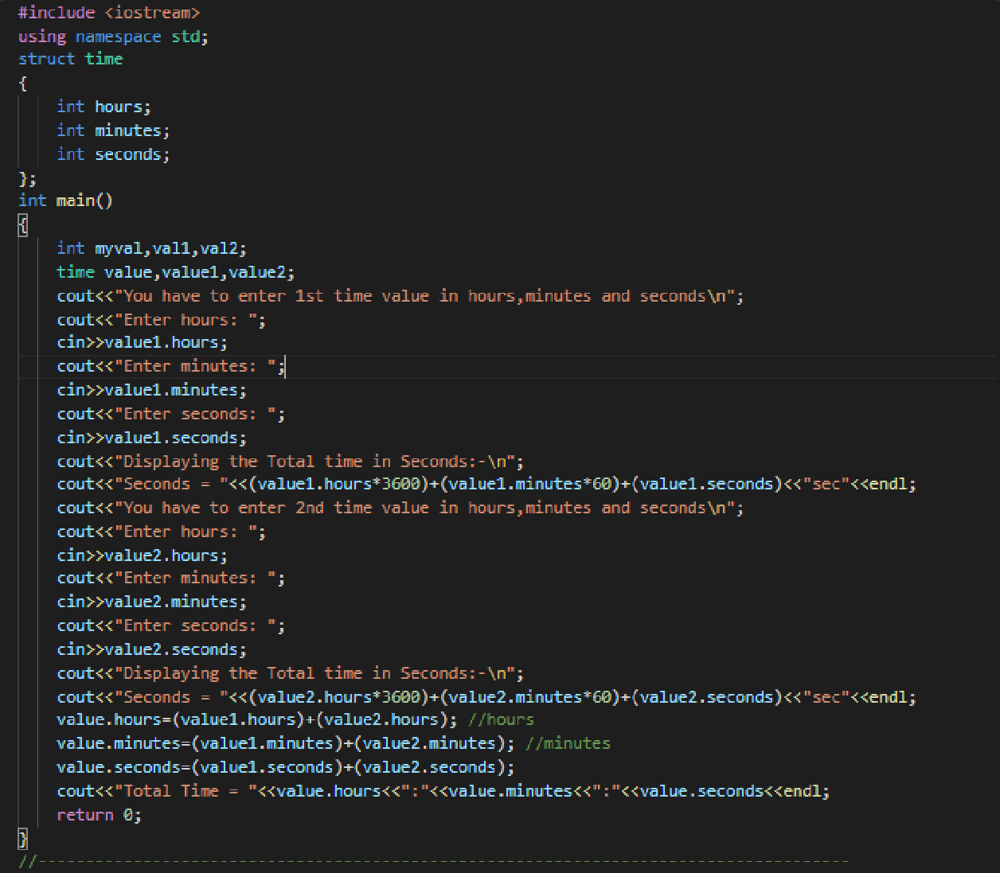 #include <iostream>
using namespace std;
struct time
{
    int hours;
    int minutes;
    int seconds;
};
int main()
{
    int myval,val1,val2;
    time value,value1,value2;
    cout<<"You have to enter 1st time value in hours,minutes and seconds\n";
    cout<<"Enter hours: ";
    cin>>value1.hours;
    cout<<"Enter minutes: ";
    cin>>value1.minutes;
    cout<<"Enter seconds: ";
    cin>>value1.seconds;
    cout<<"Displaying the Total time in Seconds:-\n";
    cout<<"Seconds = "<<(value1.hours*3600)+(value1.minutes*60)+(value1.seconds)<<"sec"<<endl;
    cout<<"You have to enter 2nd time value in hours,minutes and seconds\n";
    cout<<"Enter hours: ";
    cin>>value2.hours;
    cout<<"Enter minutes: ";
    cin>>value2.minutes;
    cout<<"Enter seconds: ";
    cin>>value2.seconds;
    cout<<"Displaying the Total time in Seconds:-\n";
    cout<<"Seconds = "<<(value2.hours*3600)+(value2.minutes*60)+(value2.seconds)<<"sec"<<endl;
    value.hours=(value1.hours)+(value2.hours); //hours
    value.minutes=(value1.minutes)+(value2.minutes); //minutes
    value.seconds=(value1.seconds)+(value2.seconds);
    cout<<"Total Time = "<<value.hours<<":"<<value.minutes<<":"<<value.seconds<<endl;
    return 0;
}
//-------------------------------------------------------------------------------------